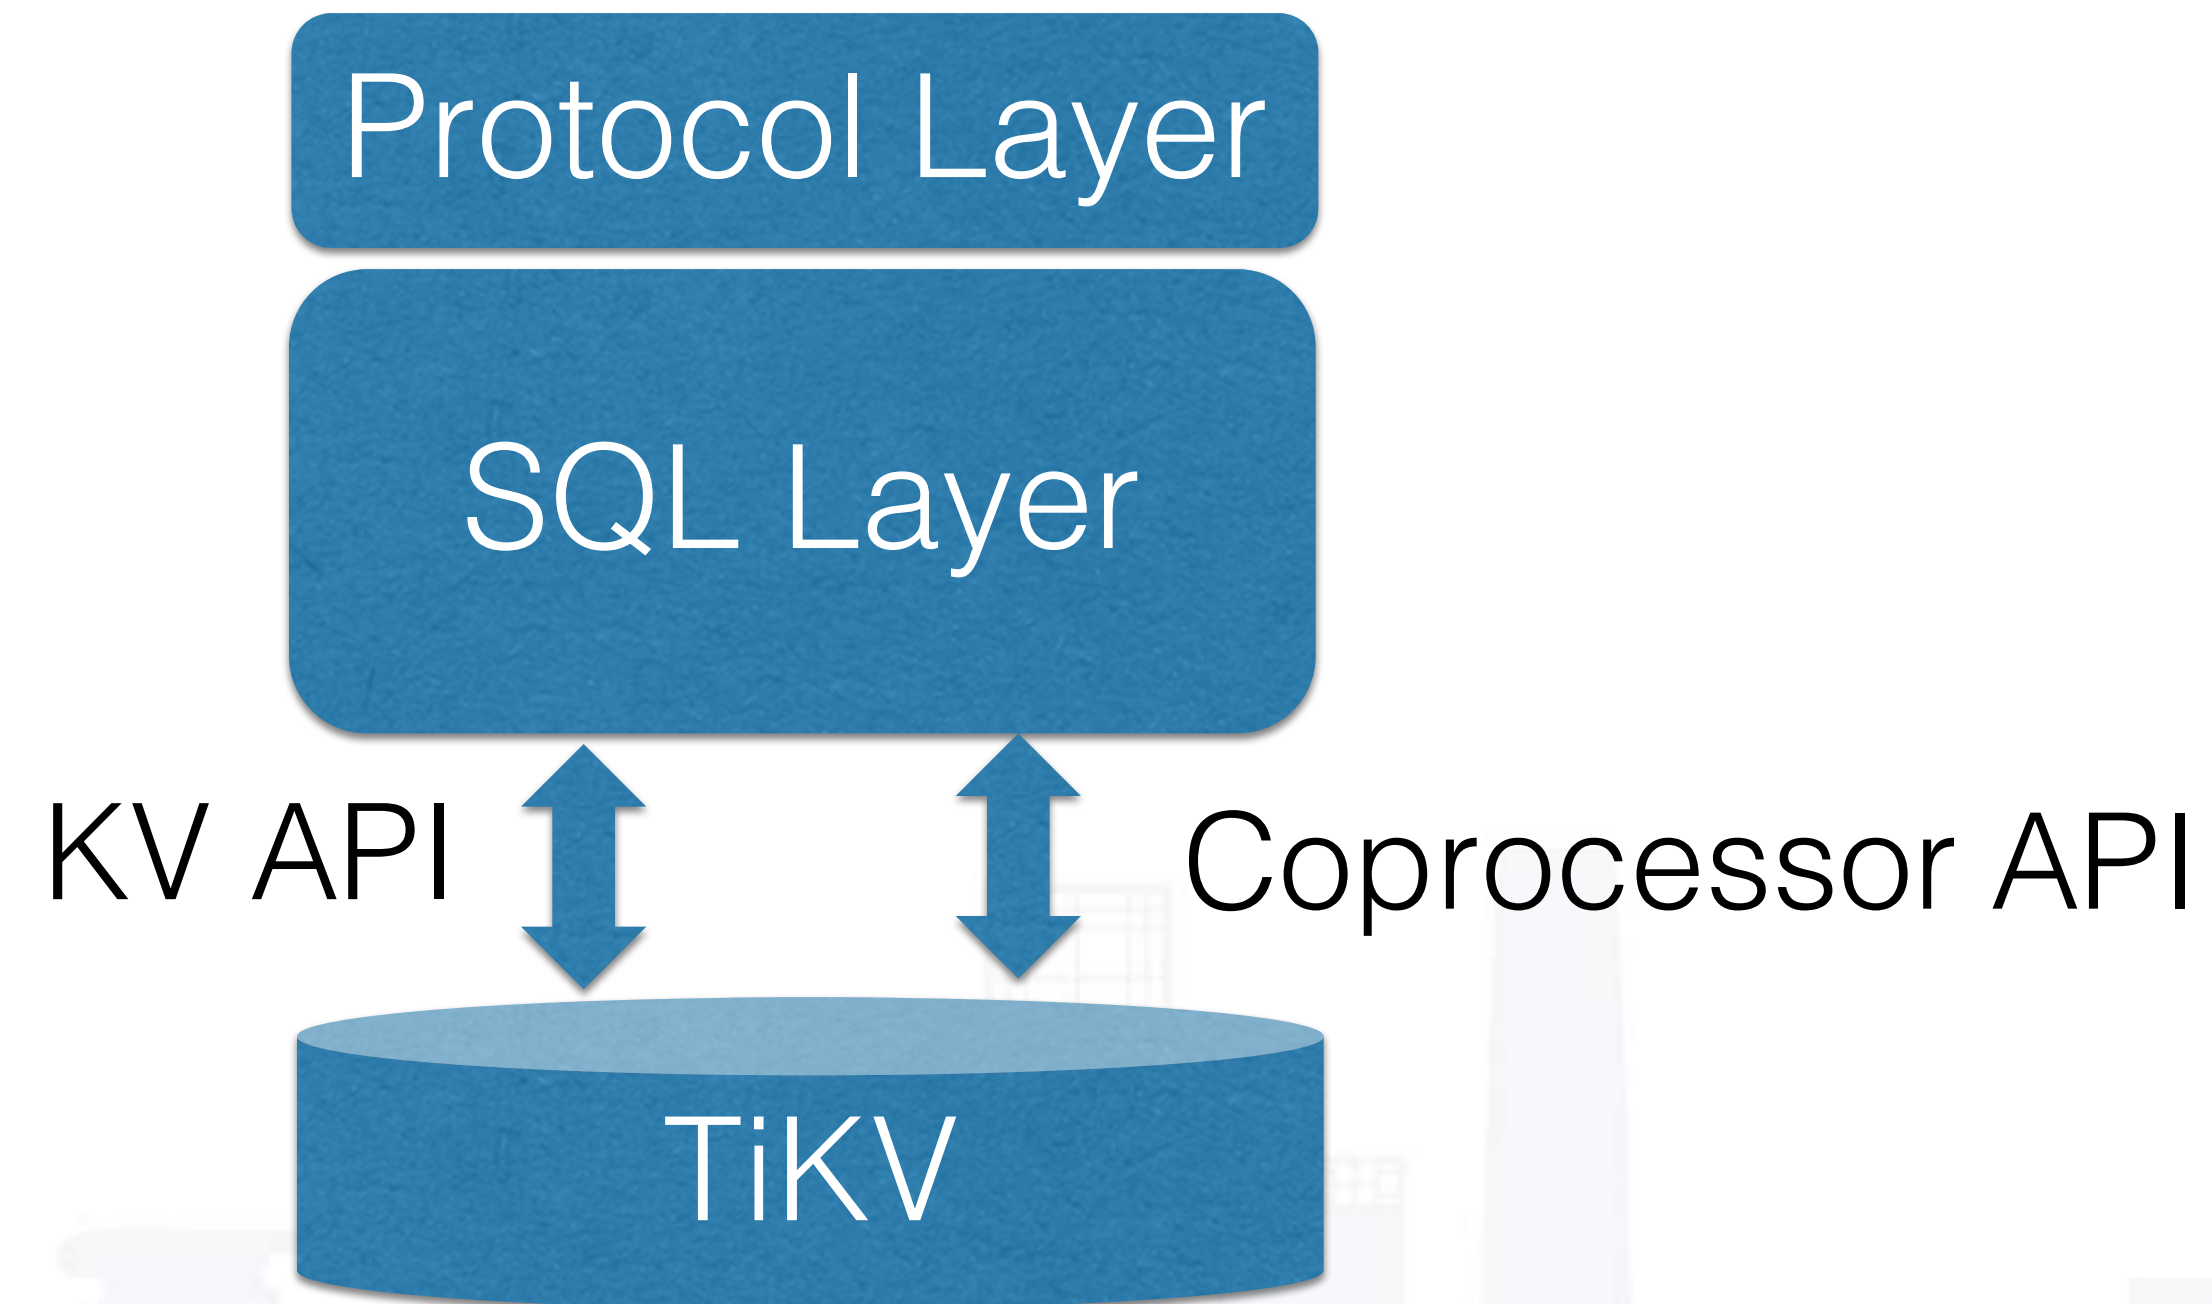 Protocol Layer
SQL Layer
KV API
Coprocessor API
TiKV